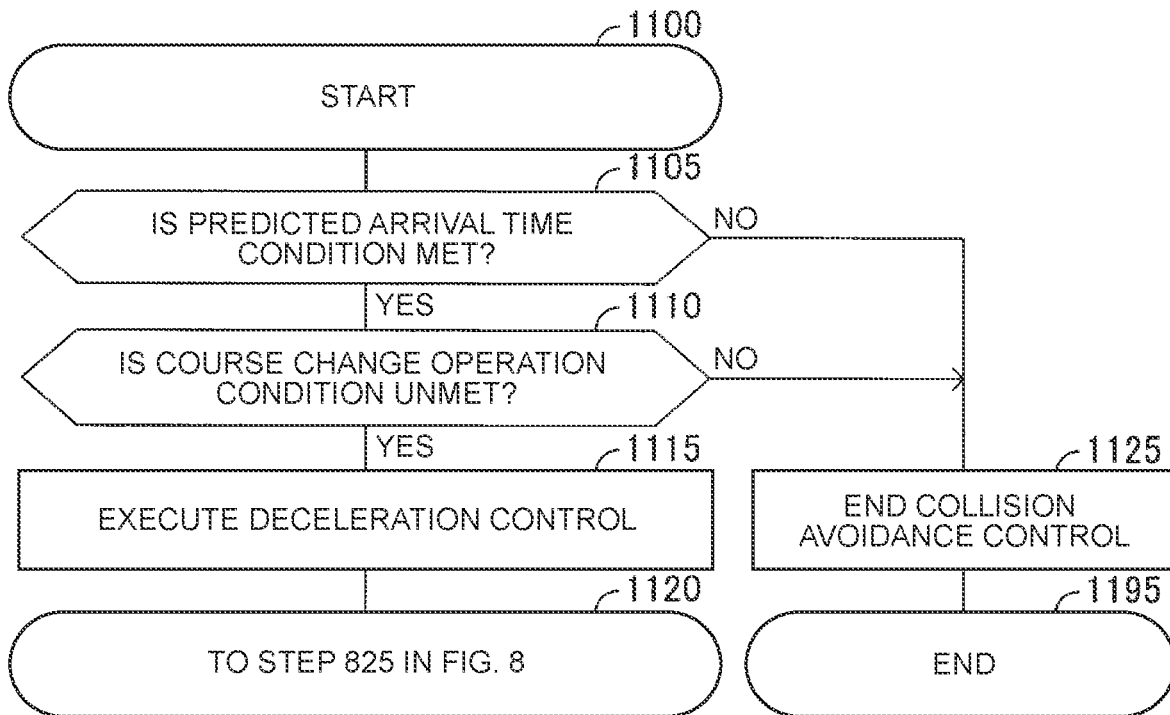 1100
START
1105
IS PREDICTED ARRIVAL TIME
CONDITION MET?
NO
YES
1110
IS COURSE CHANGE OPERATION
CONDITION UNMET?
NO
YES
1115
EXECUTE DECELERATION CONTROL
1125
END COLLISION
AVOIDANCE CONTROL
1120
TO STEP 825 IN FIG. 8
1195
END